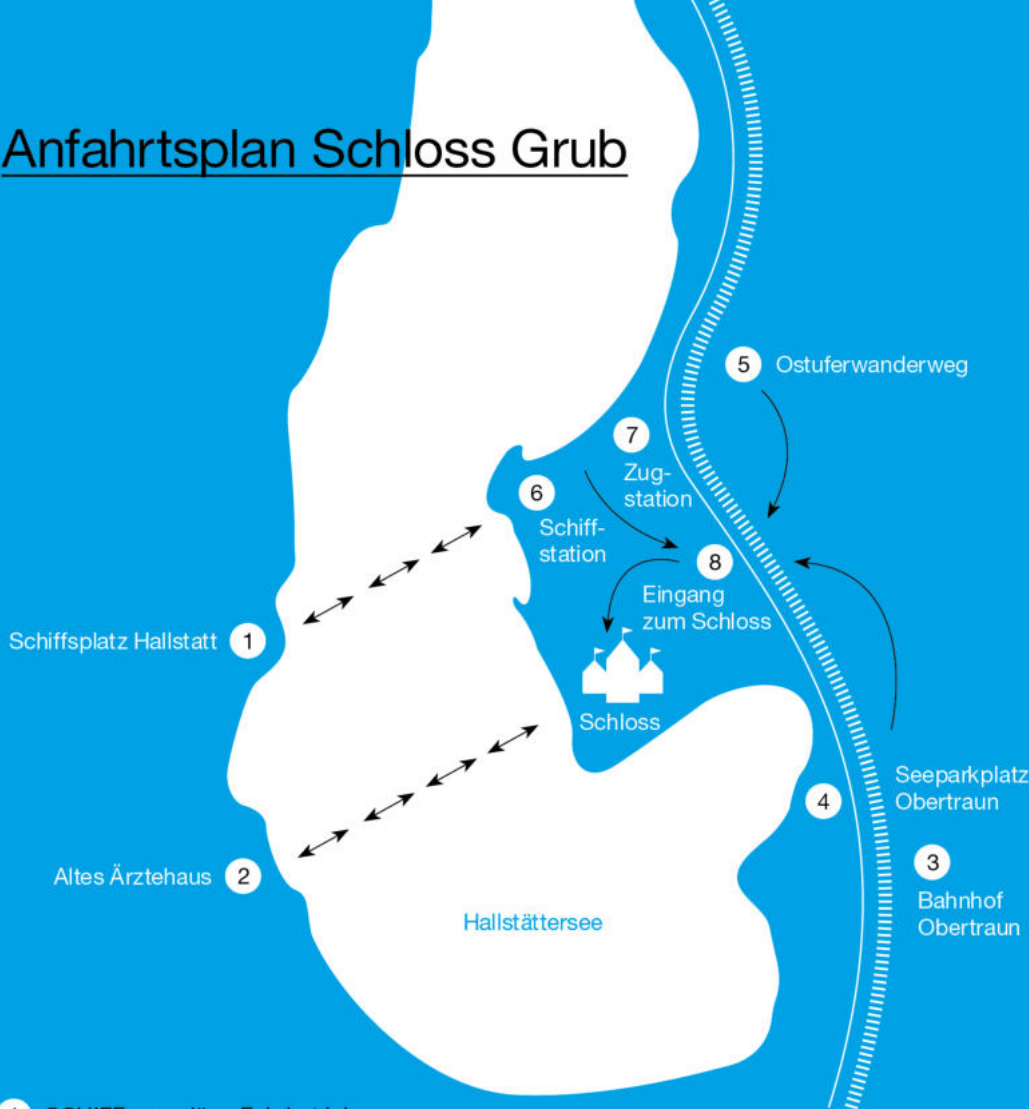 Anfahrtsplan Schloss Grub
5 Ostuferwanderweg
7
Zug-
station
6
Schiff-
station
8
Eingang
zum Schloss
Schiffsplatz Hallstatt 1
Schloss
Seeparkplatz
Obertraun
4
3
Altes Ärztehaus 2
Bahnhof
Obertraun
Hallstättersee